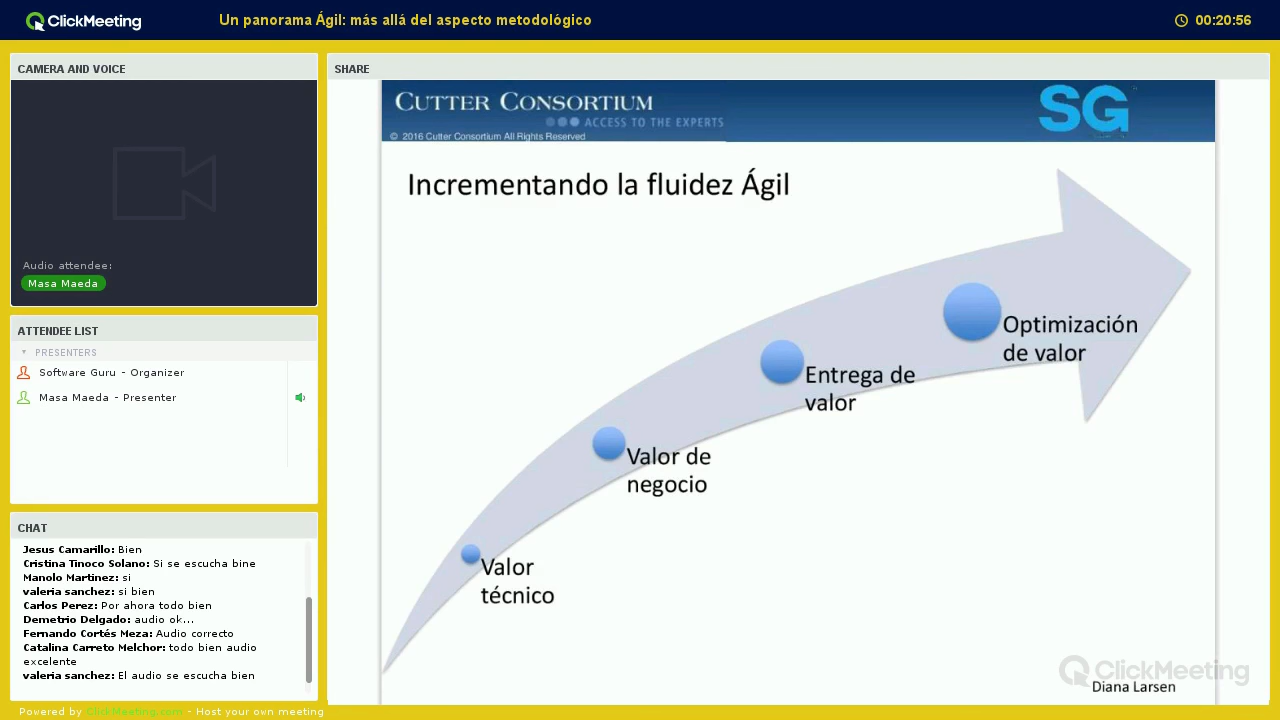 ClickMeeting
Un panorama Ágil: más allá del aspecto metodológico
00:20:56
CAMERA AND VOICE
Audio attendee:
Masa Maeda
ATTENDEE LIST
PRESENTERS
Software Guru - Organizer
Masa Maeda - Presenter
CHAT
Jesus Camarillo: Bien
Cristina Tinoco Solano: Si se escucha bine
Manolo Martinez: si
valeria sanchez: si bien
Carlos Perez: Por ahora todo bien
Demetrio Delgado: audio ok...
Fernando Cortés Meza: Audio correcto
Catalina Carreto Melchor: todo bien audio
excelente
valeria sanchez: El audio se escucha bien
Powered by ClickMeeting.com - Host your own meeting
SHARE
CUTTER CONSORTIUM
ACCESS TO THE EXPERTS
© 2016 Cutter Consortium All Rights Reserved
SG
Incrementando la fluidez Ágil
Optimización
de valor
Entrega de
valor
Valor de
negocio
Valor
técnico
ClickMeeting
Diana Larsen